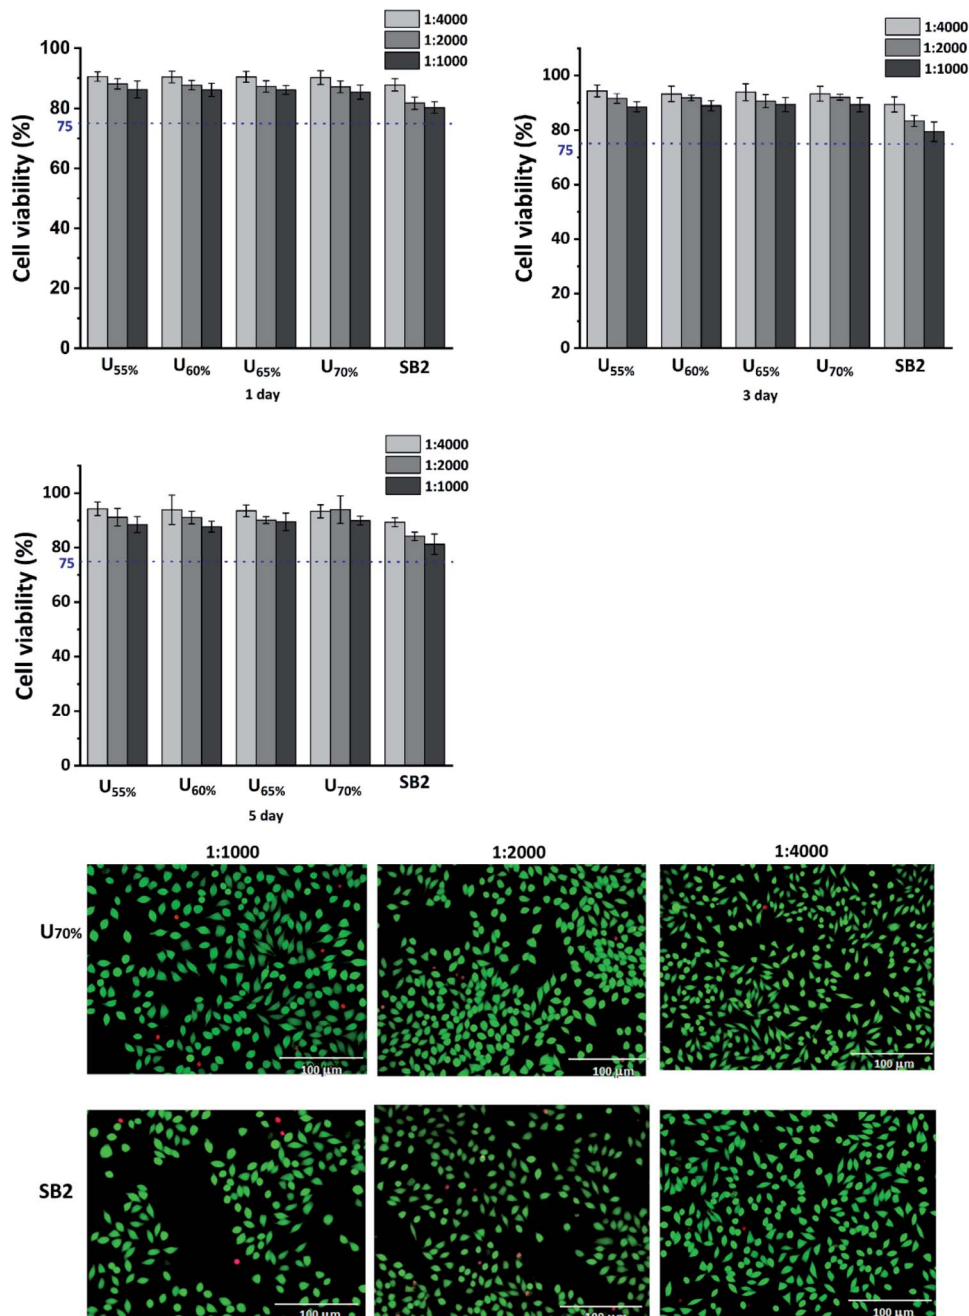 1:4000
1:2000
1:1000
100
80
75
60
40
20
0
Cell viability (%)
U55% U60% U65% U70% SB2
1 day
1:4000
1:2000
1:1000
100
80
75
60
40
20
0
Cell viability (%)
U55% U60% U65% U70% SB2
3 day
1:4000
1:2000
1:1000
100
80
75
60
40
20
0
Cell viability (%)
U55% U60% U65% U70% SB2
5 day
1:1000 1:2000 1:4000
U70%
100 μm 100 μm 100 μm
SB2
100 μm 100 μm 100 μm